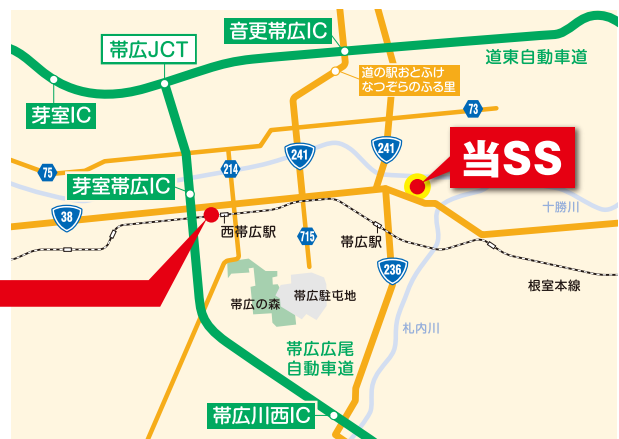 音更帯広IC
帯広JCT
道東自動車道
道の駅おとふけ
なつぞらのふる里
芽室IC
73
241
241
当SS
75
214
芽室帯広IC
38
十勝川
西帯広駅
715
帯広駅
236
根室本線
帯広の森
帯広駐屯地
札内川
帯広広尾
自動車道
帯広川西IC